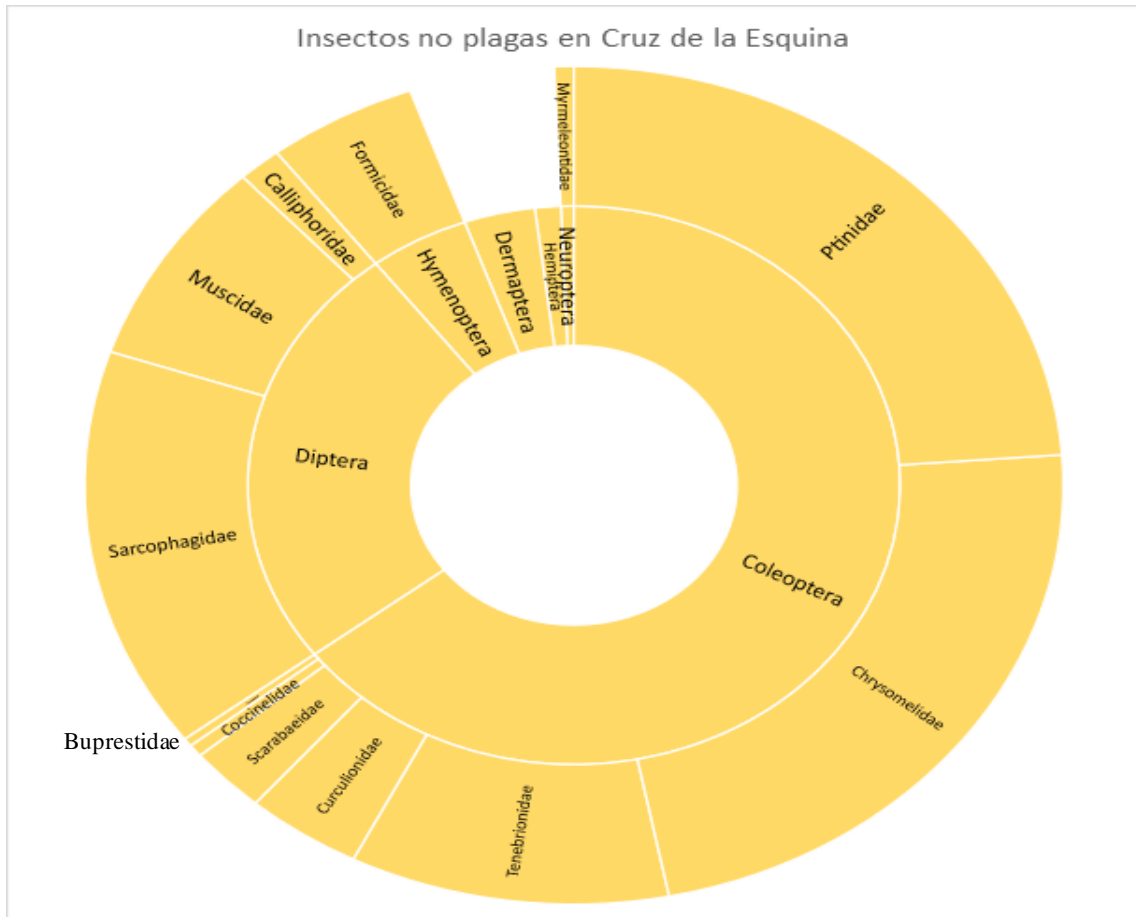 Insectos no plagas en Cruz de la Esquina
Myrmeleontidae
Ptinidae
Formicidae
Calliphoridae
Muscidae
Hymenoptera
Dermaptera
Hemiptera
Neuroptera
Diptera
Coleoptera
Sarcophagidae
Chrysomelidae
Coccinelidae
Buprestidae
Scarabaeidae
Curculionidae
Tenebrionidae